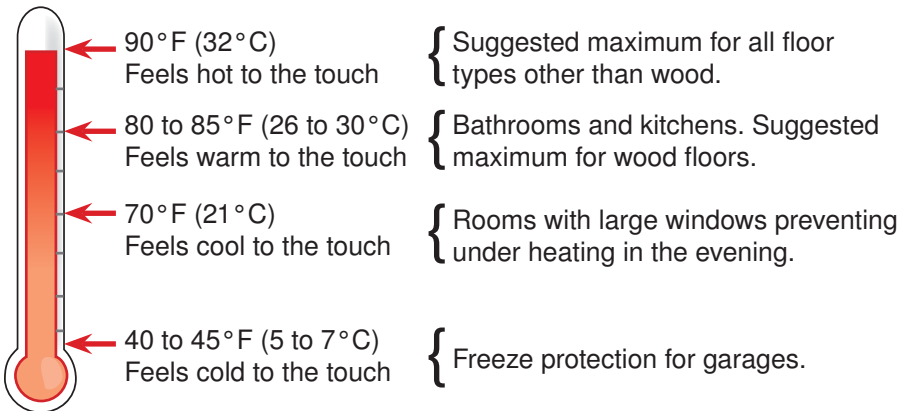 90°F (32°C)
Feels hot to the touch
{ Suggested maximum for all floor
types other than wood.
80 to 85°F (26 to 30°C)
Feels warm to the touch
{ Bathrooms and kitchens. Suggested
maximum for wood floors.
70°F (21°C)
Feels cool to the touch
{ Rooms with large windows preventing
under heating in the evening.
40 to 45°F (5 to 7°C)
Feels cold to the touch
{ Freeze protection for garages.